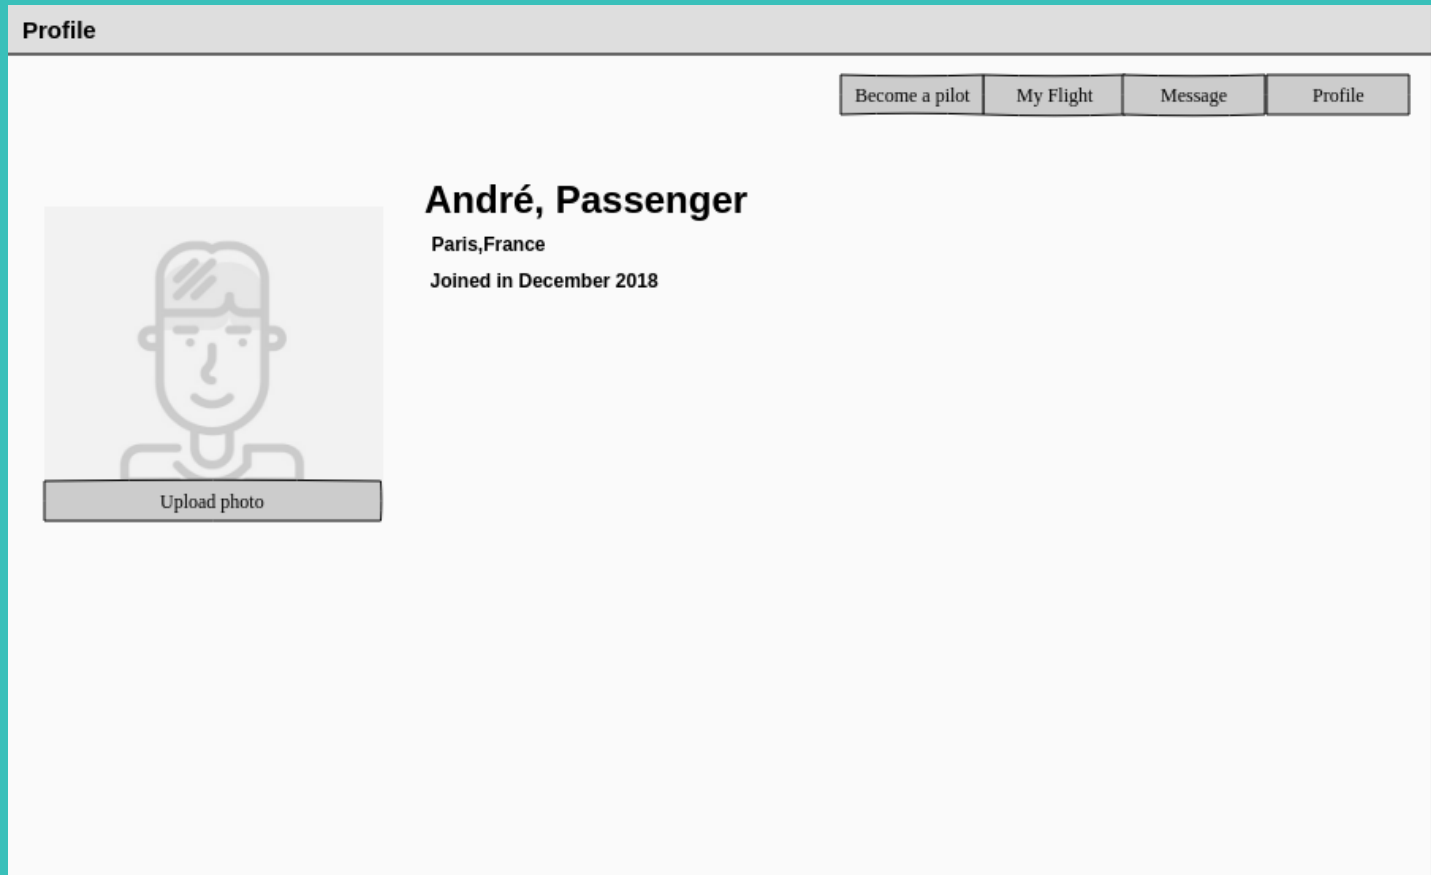 Profile
Become a pilot My Flight Message Profile
André, Passenger
Paris,France
Joined in December 2018
Upload photo